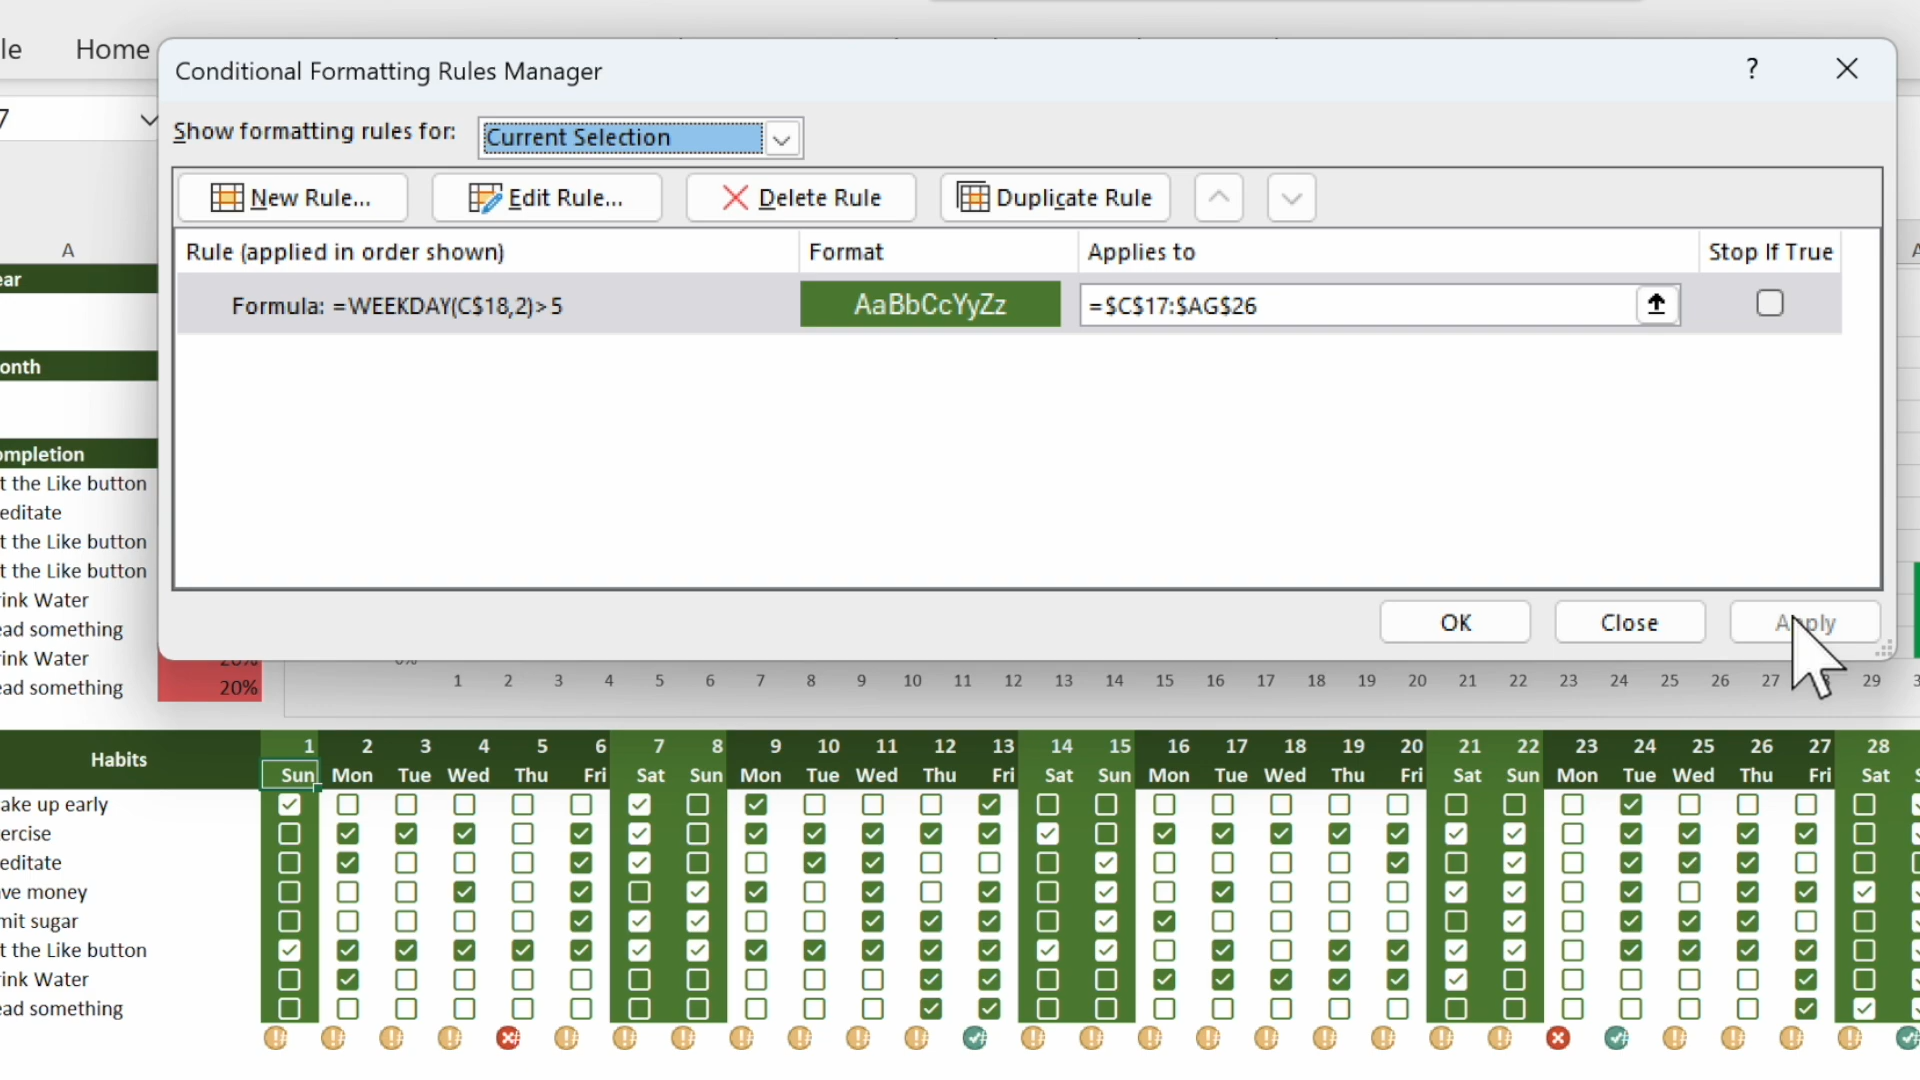 le Home
Conditional Formatting Rules Manager ? 
7
Show formatting rules for: Current Selection
New Rule... Edit Rule... Delete Rule Duplicate Rule
A
Rule (applied in order shown) Format Applies to Stop If True
ear
Formula: =WEEKDAY(C$18,2)>5 AaBbCcYyZz =$C$17:$AG$26
onth
ompletion
t the Like button
editate
t the Like button
t the Like button
rink Water
OK Close Apply
ead something
rink Water
20%
ead something 20%
1 2 3 4 5 6 7 8 9 10 11 12 13 14 15 16 17 18 19 20 21 22 23 24 25 26 27 29
1 2 3 4 5 6 7 8 9 10 11 12 13 14 15 16 17 18 19 20 21 22 23 24 25 26 27 28
Habits
Sun Mon Tue Wed Thu Fri Sat Sun Mon Tue Wed Thu Fri Sat Sun Mon Tue Wed Thu Fri Sat Sun Mon Tue Wed Thu Fri Sat
ake up early
ercise
editate
ave money
mit sugar
t the Like button
rink Water
ead something